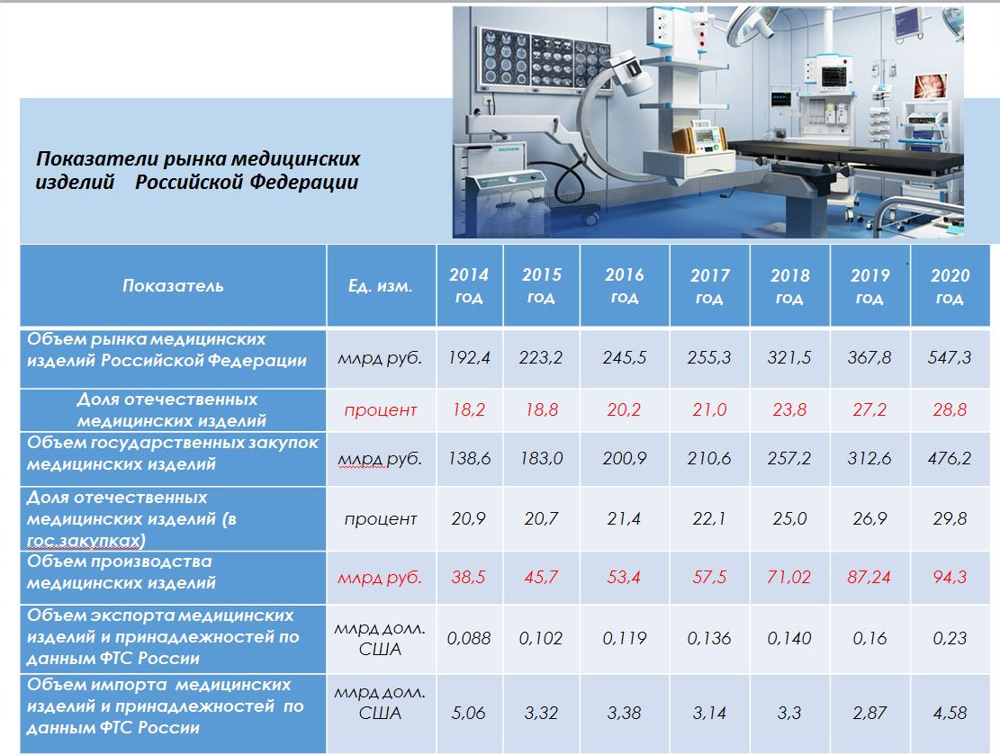 Показатели рынка медицинских
изделий Российской Федерации
Показатель Ед. изм. 2014 год 2015 год 2016 год 2017 год 2018 год 2019 год 2020 год
Объем рынка медицинских
изделий Российской Федерации млрд руб. 192,4 223,2 245,5 255,3 321,5 367,8 547,3
Доля отечественных
медицинских изделий процент 18,2 18,8 20,2 21,0 23,8 27,2 28,8
Объем государственных закупок
медицинских изделий млрд руб. 138,6 183,0 200,9 210,6 257,2 312,6 476,2
Доля отечественных
медицинских изделий (в
гос.закупках) процент 20,9 20,7 21,4 22,1 25,0 26,9 29,8
Объем производства
медицинских изделий млрд руб. 38,5 45,7 53,4 57,5 71,02 87,24 94,3
Объем экспорта медицинских
изделий и принадлежностей по
данным ФТС России млрд долл. США 0,088 0,102 0,119 0,136 0,140 0,16 0,23
Объем импорта медицинских
изделий и принадлежностей по
данным ФТС России млрд долл. США 5,06 3,32 3,38 3,14 3,3 2,87 4,58